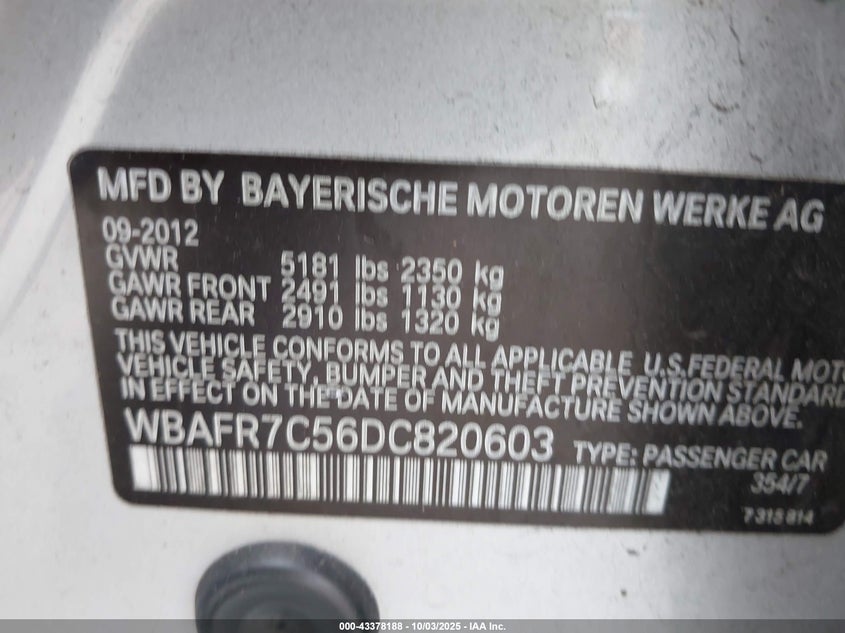 MFD BY BAYERISCHE MOTOREN WERKE AG
09-2012
GVWR 5181 lbs 2350 kg
GAWR FRONT 2491 lbs 1130 kg
GAWR REAR 2910 lbs 1320 kg
THIS VEHICLE CONFORMS TO ALL APPLICABLE U.S.FEDERAL MOTO
VEHICLE SAFETY, BUMPER AND THEFT PREVENTION STANDARD
IN EFFECT ON THE DATE OF MANUFACTURE SHOWN ABOVE.
WBAFR7C56DC820603 TYPE: PASSENGER CAR
354/7
7 315 814
000-43378188 - 10/03/2025 - IAA Inc.